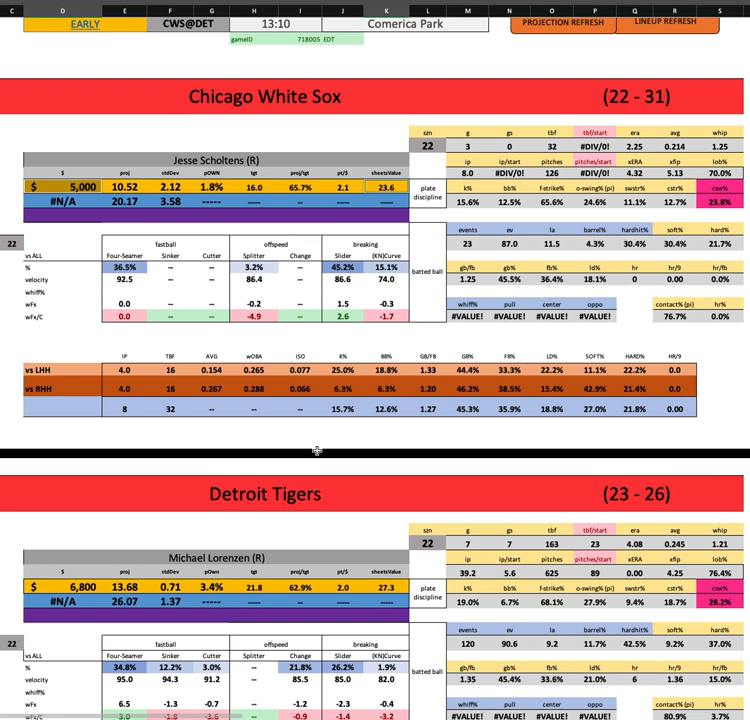 C D E F G H I J K L M N O P Q R S
EARLY CWS@DET 13:10 Comerica Park PROJECTION REFRESH LINEUP REFRESH
gameID 718005 EDT
Chicago White Sox (22 - 31)
szn g gs tbf tbf/start era avg whip
22 3 0 32 #DIV/0! 2.25 0.214 1.25
Jesse Scholtens (R) ip ip/start pitches pitches/start xERA xfip lob%
$ proj stdDev pOWN tgt proj/tgt pt/$ sheetsValue 8.0 #DIV/0! 126 #DIV/0! 4.32 5.13 70.0%
$ 5,000 10.52 2.12 1.8% 16.0 65.7% 2.1 23.6 plate discipline k% bb% f-strike% o-swing% (pi) swstr% cstr% csw%
#N/A 20.17 3.58 ----- ---- ---- --- ---- 15.6% 12.5% 65.6% 24.6% 11.1% 12.7% 23.8%
events ev la barrel% hardhit% soft% hard%
22 fastball offspeed breaking 23 87.0 11.5 4.3% 30.4% 30.4% 21.7%
vs ALL Four-Seamer Sinker Cutter Splitter Change Slider (KN)Curve
% 36.5% -- -- 3.2% -- 45.2% 15.1% batted ball gb/fb gb% fb% ld% hr hr/9 hr/fb
velocity 92.5 -- -- 86.4 -- 86.6 74.0 1.25 45.5% 36.4% 18.1% 0 0.00 0.0%
whiff%
wFx 0.0 -- -- -0.2 -- 1.5 -0.3 whiff% pull center oppo contact% (pi) hr%
wFx/C 0.0 -- -- -4.9 -- 2.6 -1.7 #VALUE! #VALUE! #VALUE! #VALUE! 76.7% 0.0%
IP TBF AVG wOBA ISO K% BB% GB/FB GB% FB% LD% SOFT% HARD% HR/9
vs LHH 4.0 16 0.154 0.265 0.077 25.0% 18.8% 1.33 44.4% 33.3% 22.2% 11.1% 22.2% 0.0
vs RHH 4.0 16 0.267 0.288 0.066 6.3% 6.3% 1.20 46.2% 38.5% 15.4% 42.9% 21.4% 0.0
8 32 -- -- -- 15.7% 12.6% 1.27 45.3% 35.9% 18.8% 27.0% 21.8% 0.00
Detroit Tigers (23 - 26)
szn g gs tbf tbf/start era avg whip
22 7 7 163 23 4.08 0.245 1.21
Michael Lorenzen (R) ip ip/start pitches pitches/start xERA xfip lob%
$ proj stdDev pOwn tgt proj/tgt pt/$ sheetsValue 39.2 5.6 625 89 0.00 4.25 76.4%
$ 6,800 13.68 0.71 3.4% 21.8 62.9% 2.0 27.3 plate discipline k% bb% f-strike% o-swing% (pi) swstr% cstr% csw%
#N/A 26.07 1.37 ----- ---- ---- --- ---- 19.0% 6.7% 68.1% 27.9% 9.4% 18.7% 28.2%
events ev la barrel% hardhit% soft% hard%
22 fastball offspeed breaking 120 90.6 9.2 11.7% 42.5% 9.2% 37.0%
vs ALL Four-Seamer Sinker Cutter Splitter Change Slider (KN)Curve
% 34.8% 12.2% 3.0% -- 21.8% 26.2% 1.9% batted ball gb/fb gb% fb% ld% hr hr/9 hr/fb
velocity 95.0 94.3 91.2 -- 85.5 85.0 82.0 1.35 45.4% 33.6% 21.0% 6 1.36 15.0%
whiff%
wFx 6.5 -1.3 -0.7 -- -1.2 -2.3 -0.4 whiff% pull center oppo contact% (pi) hr%
3.0 -1.8 -3.6 -- -0.9 -1.4 -3.2 #VALUE! #VALUE! #VALUE! #VALUE! 80.9% 3.7%